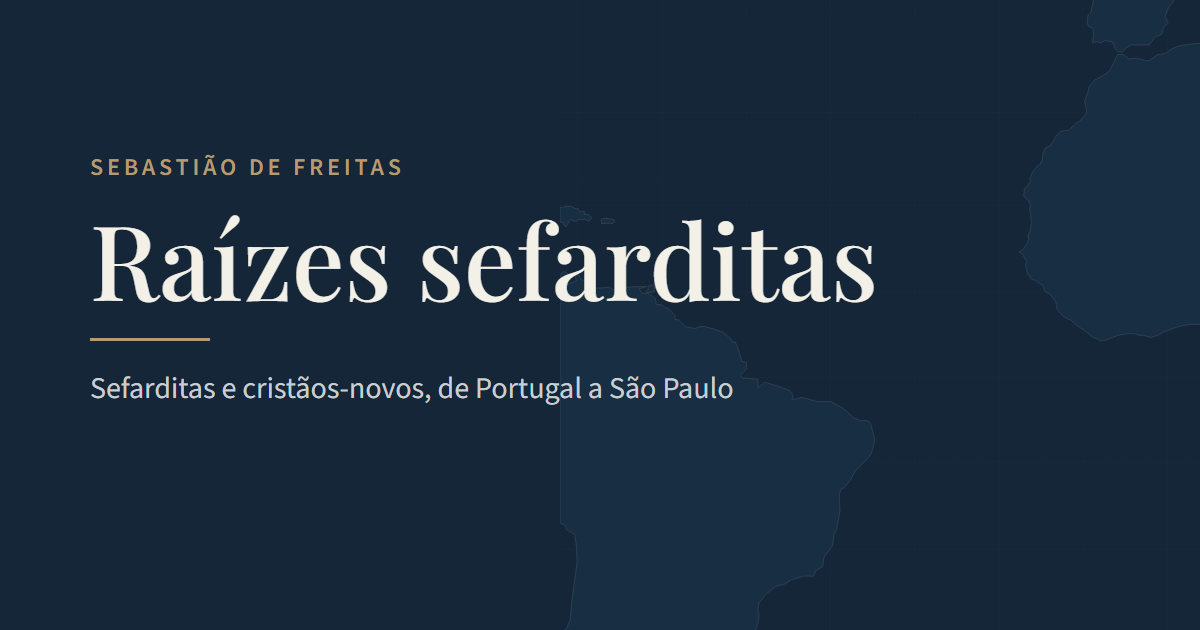 SEBASTIÃO DE FREITAS
Raízes sefarditas
Sefarditas e cristãos-novos, de Portugal a São Paulo